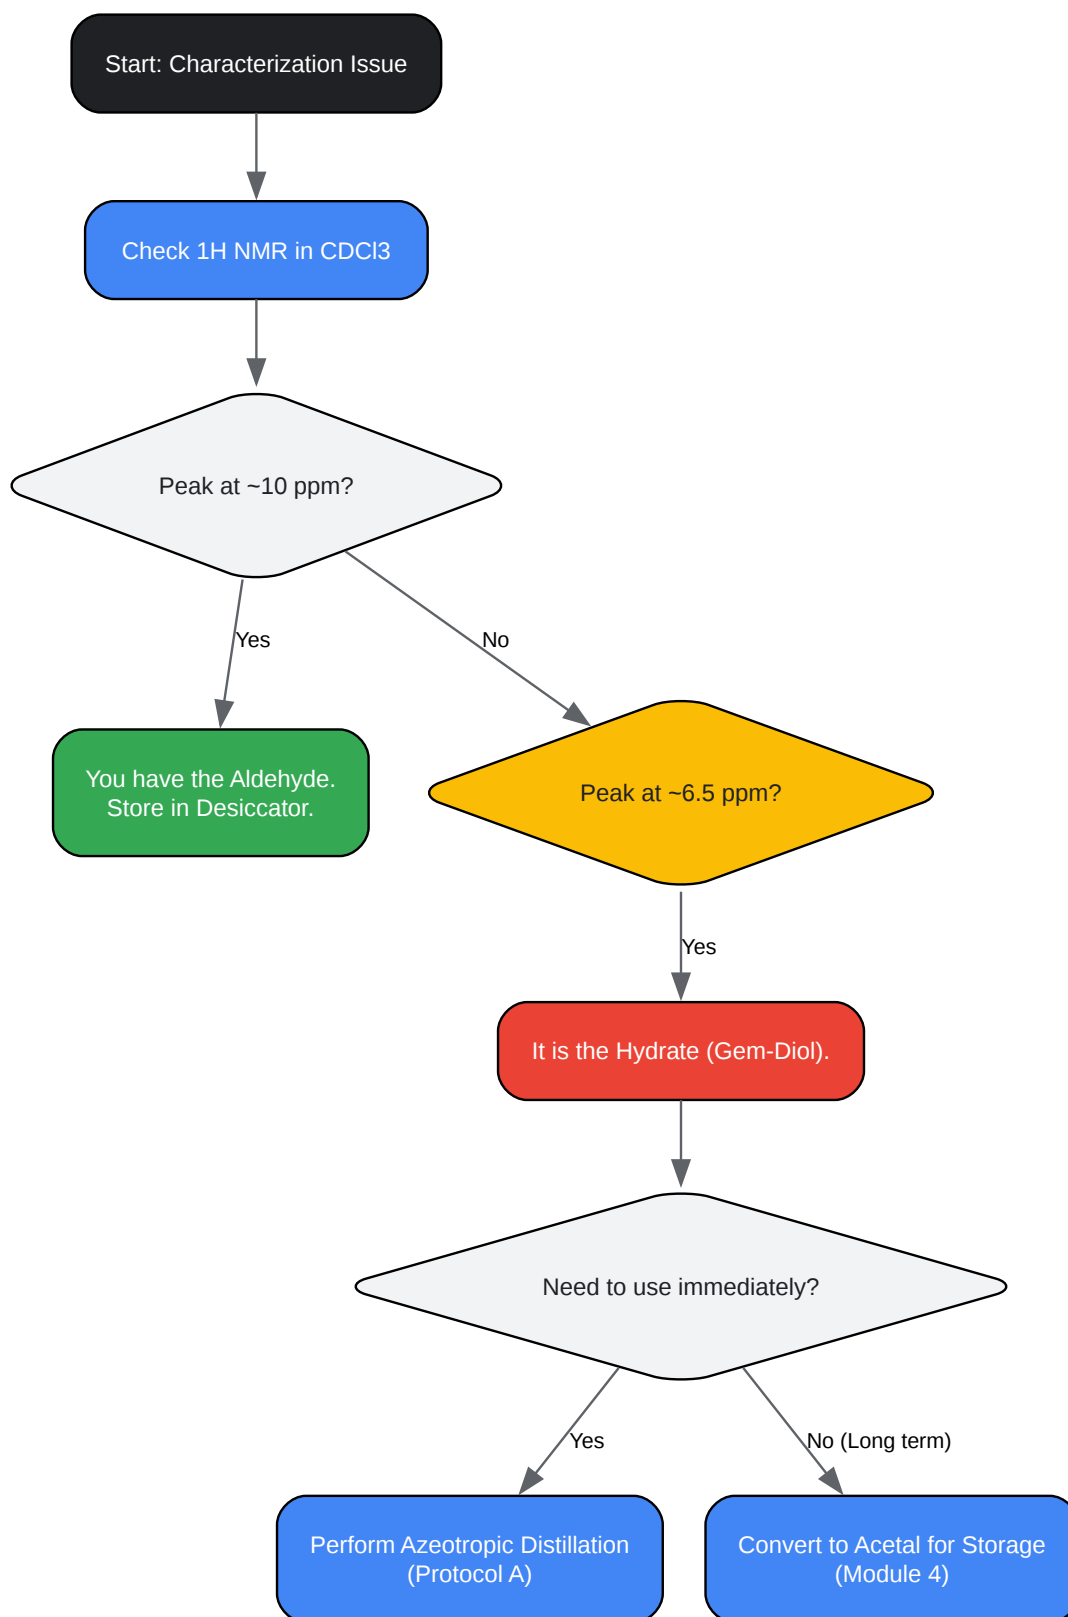 Start: Characterization Issue
Check 1H NMR in CDCl3
Peak at ~10 ppm?
Yes
No
You have the Aldehyde.
Store in Desiccator.
Peak at ~6.5 ppm?
Yes
It is the Hydrate (Gem-Diol).
Need to use immediately?
Yes
No (Long term)
Perform Azeotropic Distillation
(Protocol A)
Convert to Acetal for Storage
(Module 4)